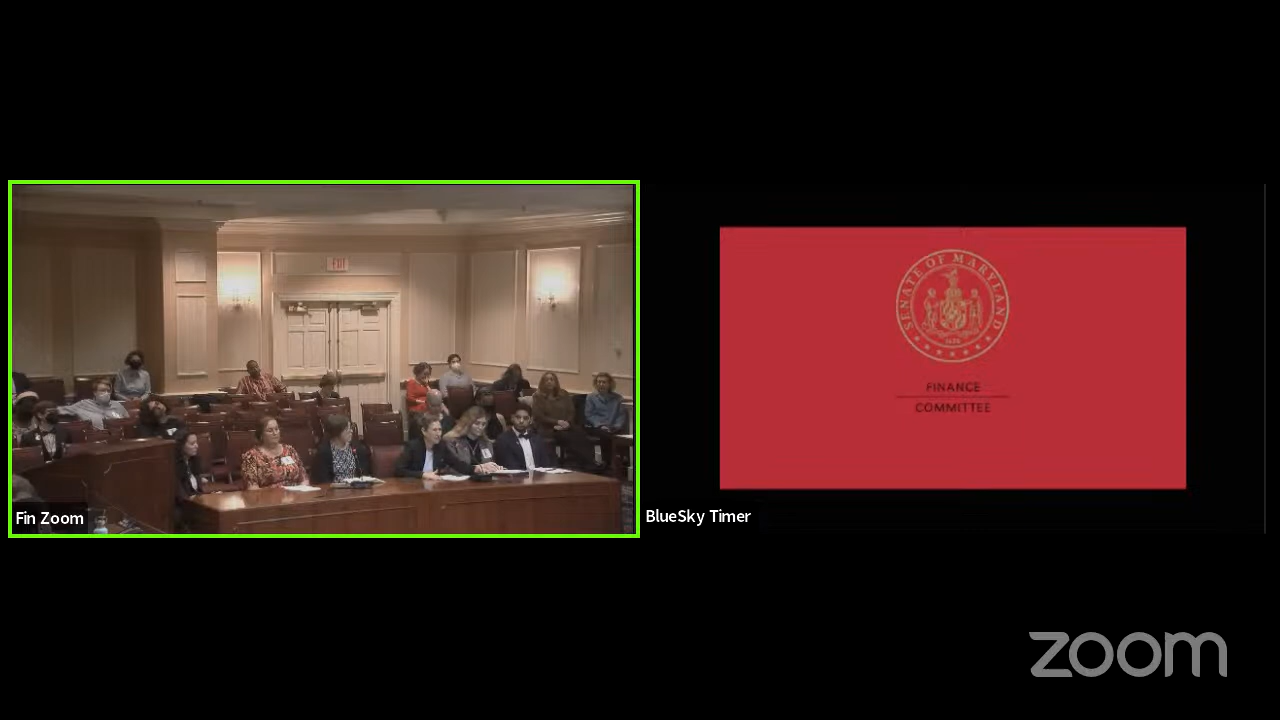 EXIT
Fin Zoom
SENATE OF MARYLAND
FINANCE
COMMITTEE
BlueSky Timer
zoom